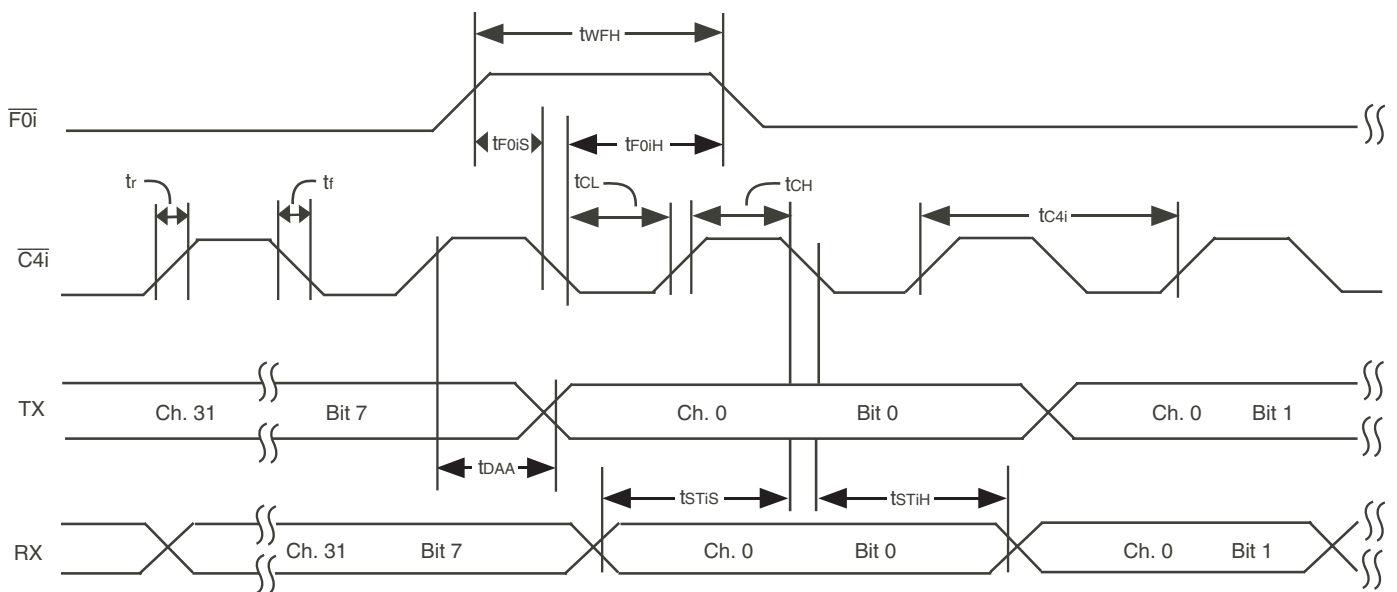 tWFH
F0i
tF0iS
tF0iH
tr
tf
tCL
tCH
tC4i
C4i
TX
Ch. 31
Bit 7
Ch. 0
Bit 0
Ch. 0
Bit 1
tDAA
tSTiS
tSTiH
RX
Ch. 31
Bit 7
Ch. 0
Bit 0
Ch. 0
Bit 1